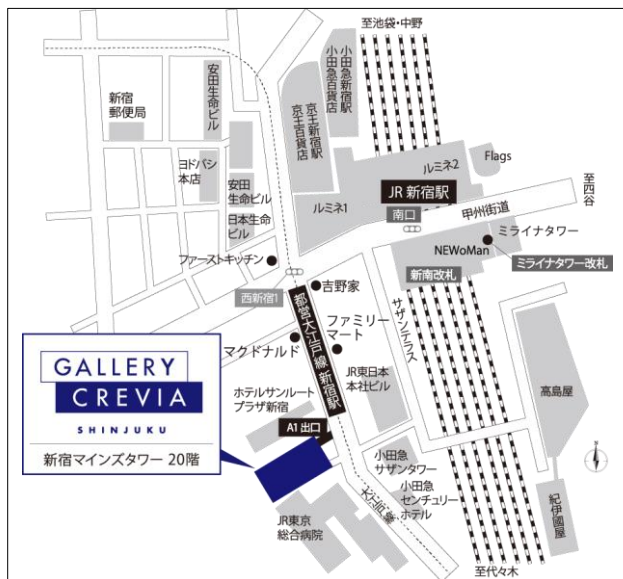 至池袋・中野
小田急新宿駅
小田急百貨店
京王新宿駅
京王百貨店
安田生命ビル
新宿
郵便局
ヨドバシ
本店
安田
生命ビル
日本生命
ビル
ルミネ2
Flags
JR 新宿駅
ルミネ1
南口
甲州街道
至四谷
ミライナタワー
NEWoMan
ミライナタワー改札
新南改札
ファーストキッチン
西新宿1
吉野家
都営大江戸線 新宿駅
ファミリー
マート
マクドナルド
サザンテラス
JR東日本
本社ビル
高島屋
ホテルサンルート
プラザ新宿
A1 出口
GALLERY
CREVIA
SHINJUKU
新宿マインズタワー 20階
小田急
サザンタワー
小田急
センチュリー
ホテル
大江戸線
JR東京
総合病院
紀伊國屋
至代々木
N